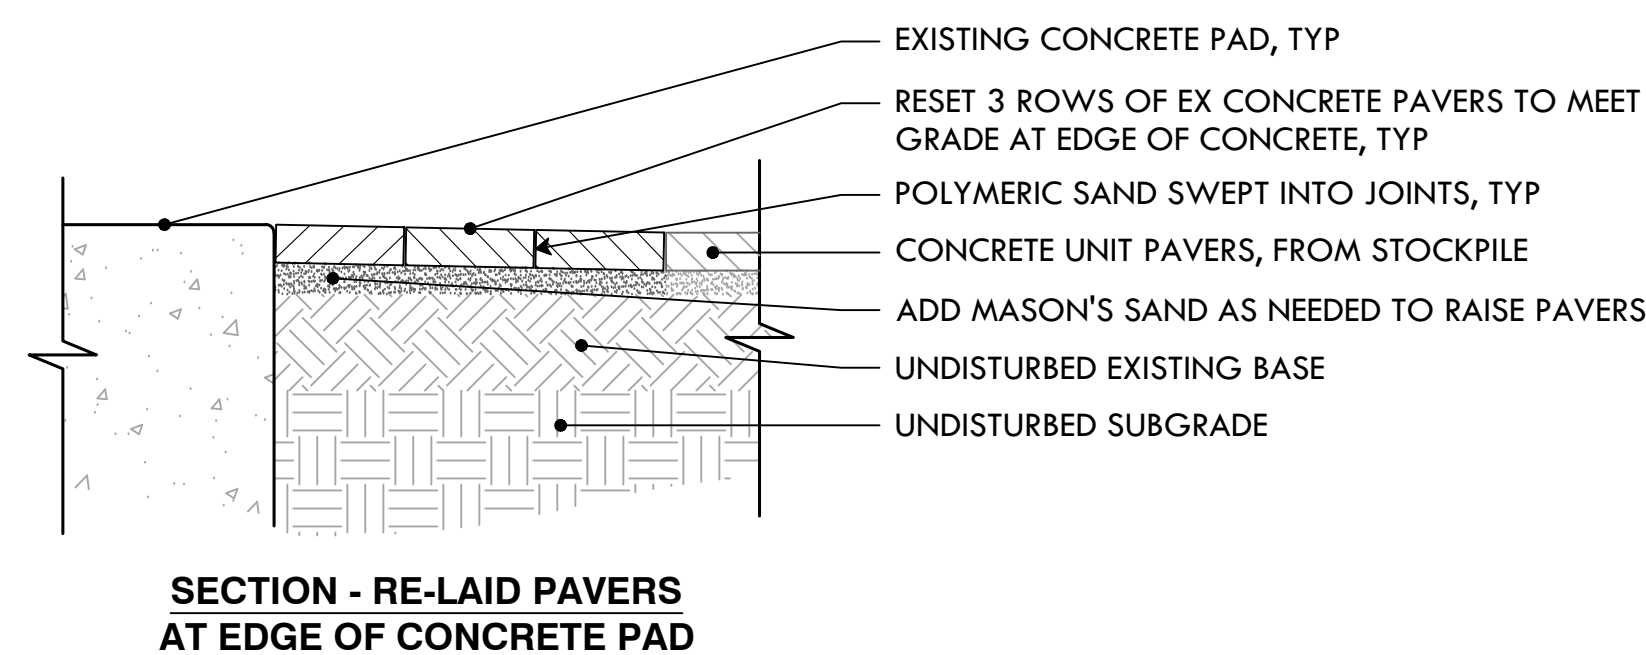 EXISTING CONCRETE PAD, TYP
RESET 3 ROWS OF EX CONCRETE PAVERS TO MEET
GRADE AT EDGE OF CONCRETE, TYP
POLYMERIC SAND SWEPT INTO JOINTS, TYP
CONCRETE UNIT PAVERS, FROM STOCKPILE
ADD MASON'S SAND AS NEEDED TO RAISE PAVERS
UNDISTURBED EXISTING BASE
UNDISTURBED SUBGRADE
SECTION - RE-LAID PAVERS
AT EDGE OF CONCRETE PAD